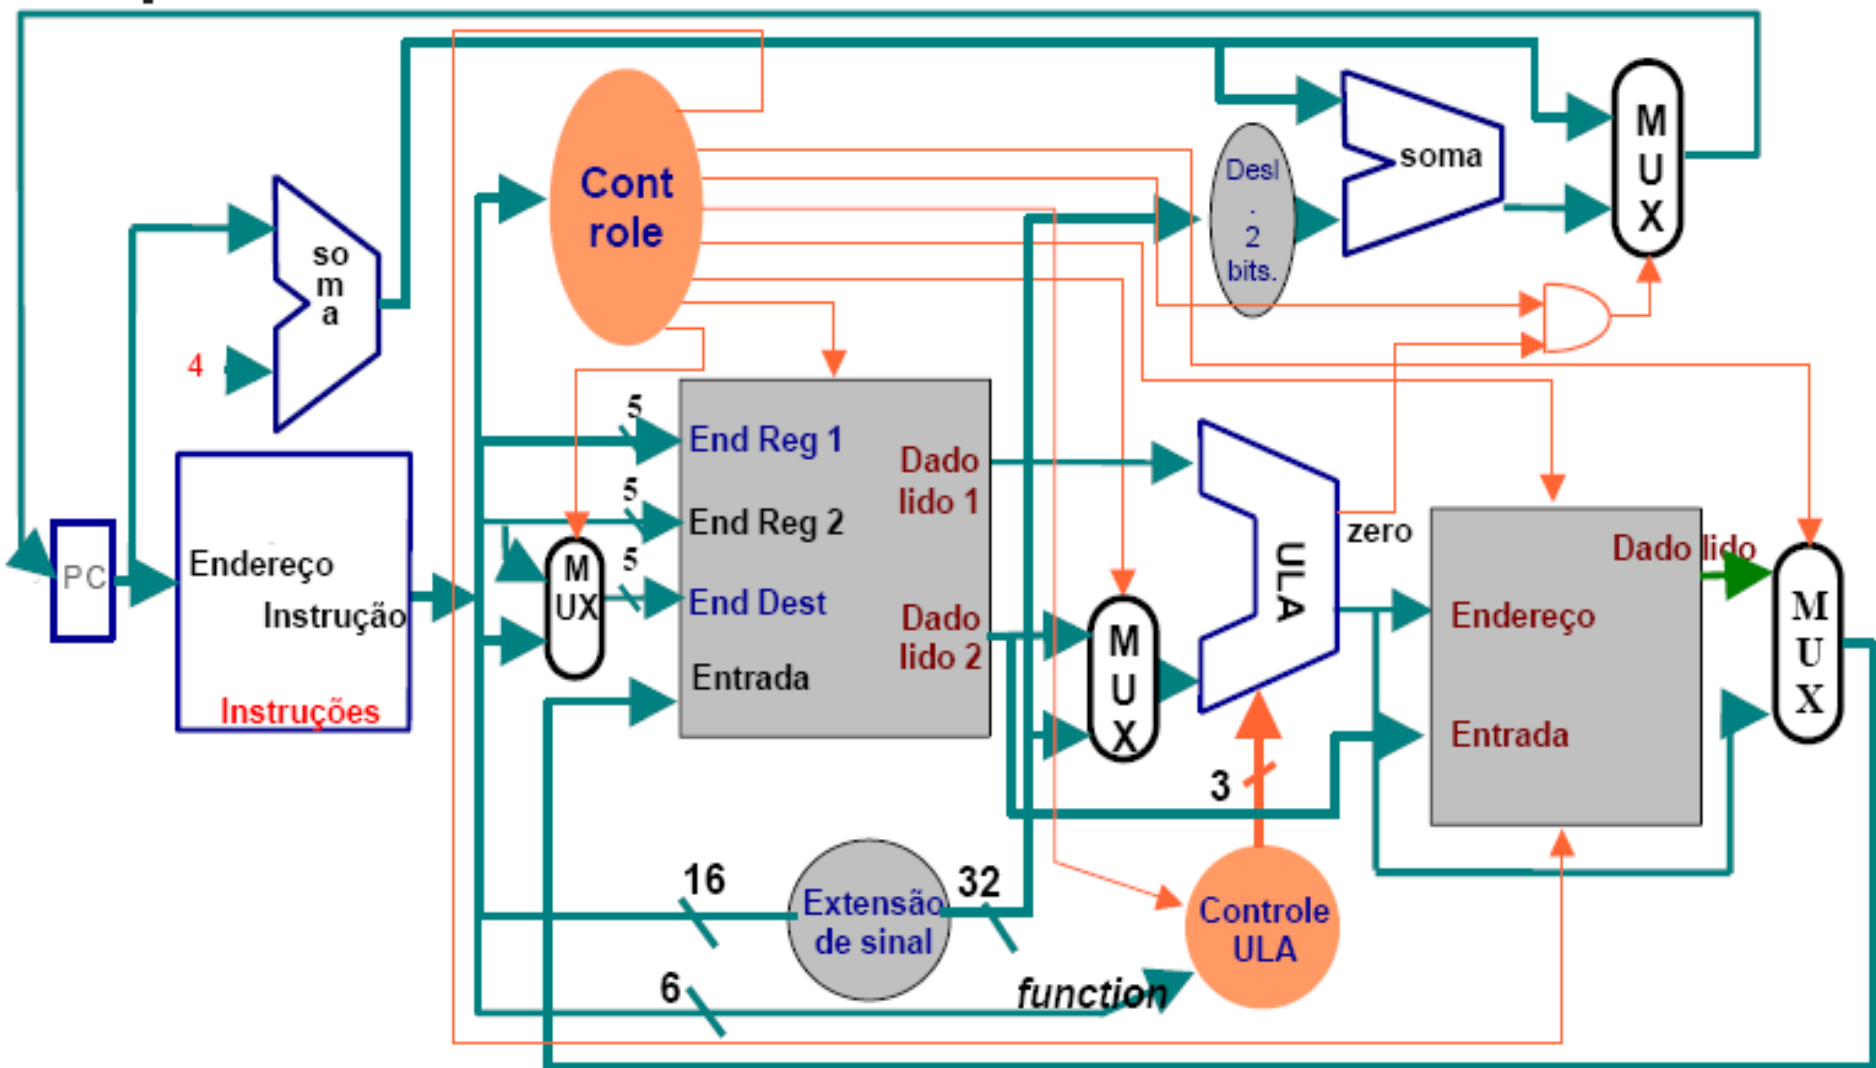 Cont
role
so
m
a
4
soma
Desl
.
2
bits.
M
U
X
PC
Endereço
Instrução
Instruções
5
5
5
M
UX
End Reg 1
End Reg 2
End Dest
Entrada
Dado
lido 1
Dado
lido 2
M
U
X
ULA
zero
3
Dado lido
Endereço
Entrada
M
U
X
16
Extensão
de sinal
32
6
function
Controle
ULA